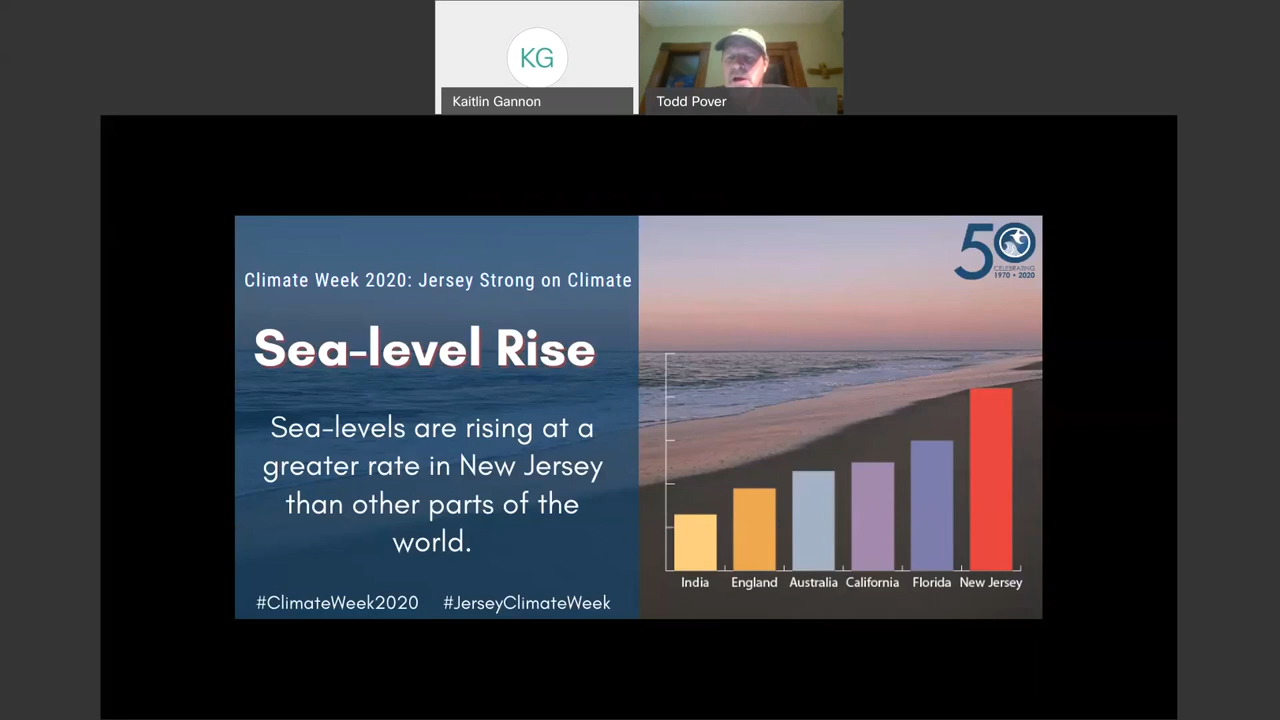 KG
Kaitlin Gannon
Todd Pover
50
CELEBRATING
1970 • 2020
Climate Week 2020: Jersey Strong on Climate
Sea-level Rise
Sea-levels are rising at a
greater rate in New Jersey
than other parts of the
world.
#ClimateWeek2020 #JerseyClimateWeek
India England Australia California Florida New Jersey